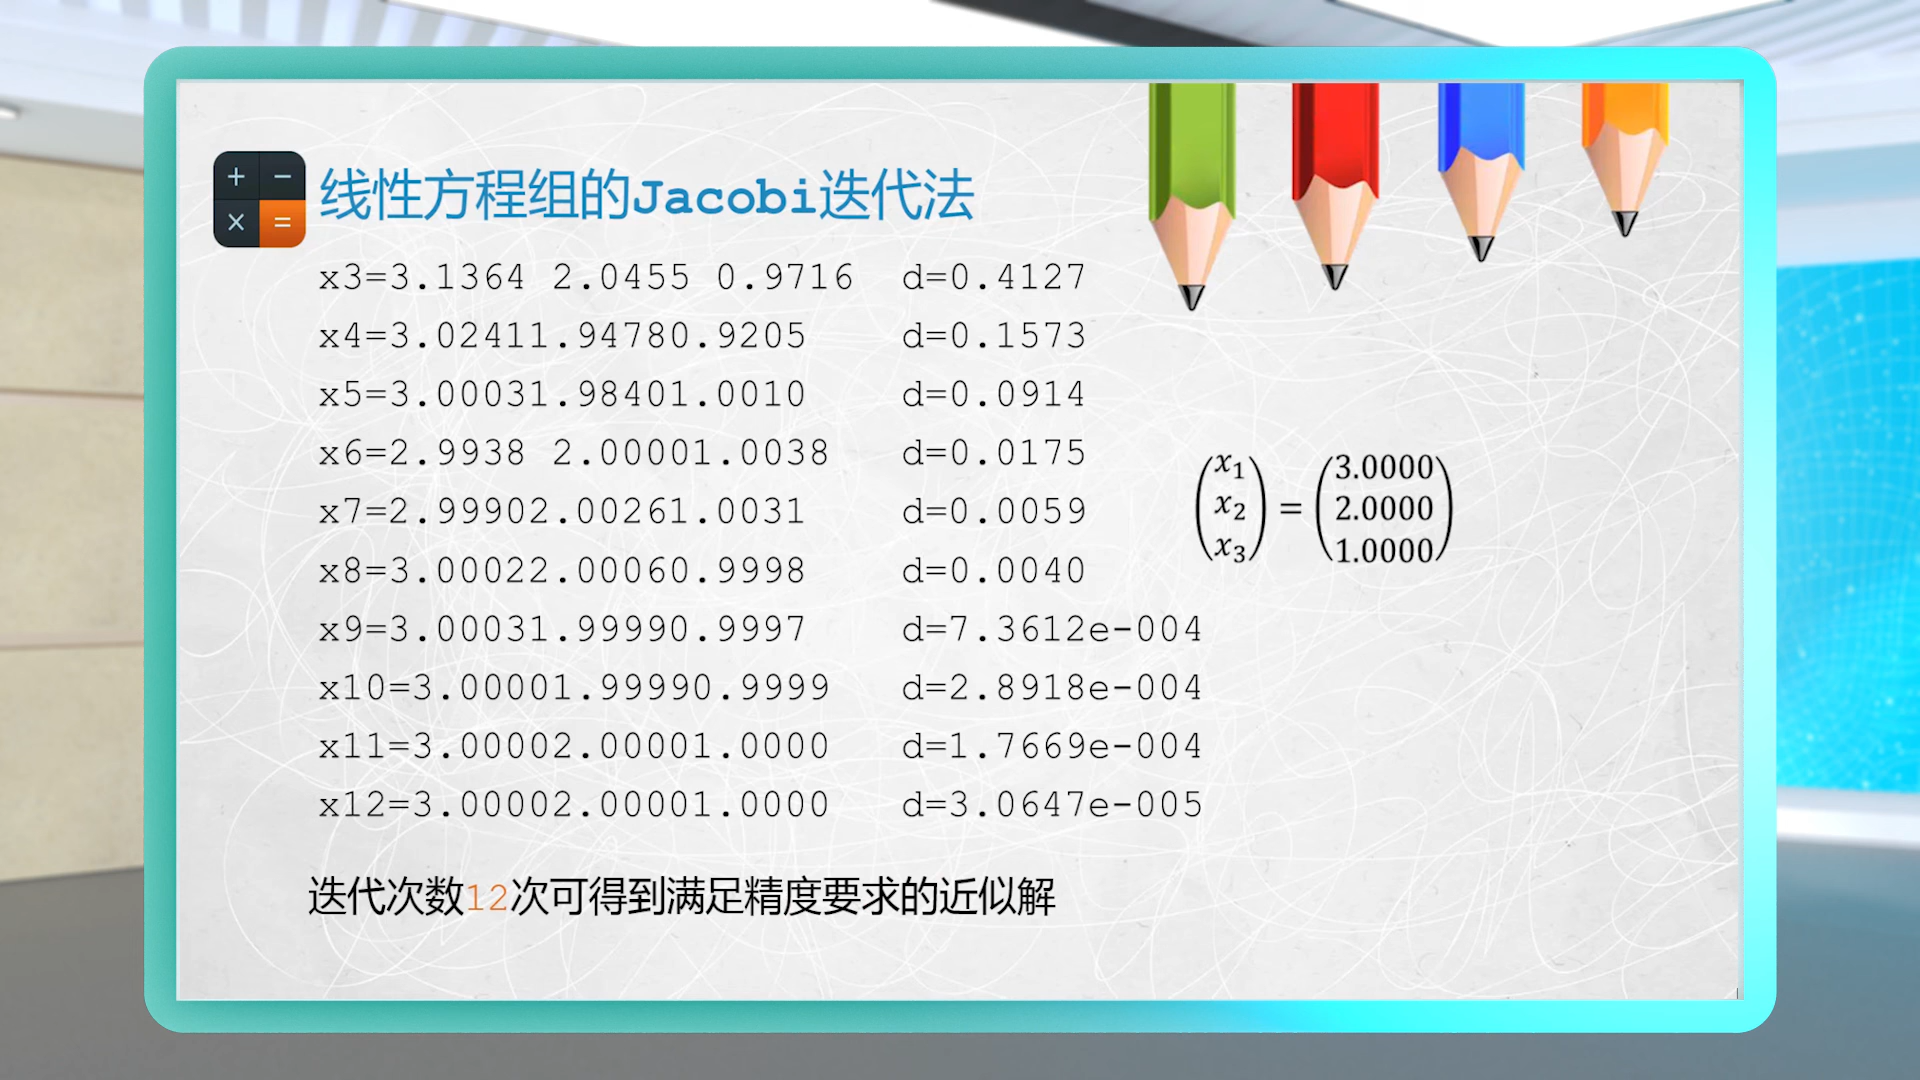 线性方程组的Jacobi迭代法
x3=3.1364 2.0455 0.9716 d=0.4127
x4=3.02411.94780.9205 d=0.1573
x5=3.00031.98401.0010 d=0.0914
x6=2.9938 2.00001.0038 d=0.0175
x7=2.99902.00261.0031 d=0.0059
x8=3.00022.00060.9998 d=0.0040
x9=3.00031.99990.9997 d=7.3612e-004
x10=3.00001.99990.9999 d=2.8918e-004
x11=3.00002.00001.0000 d=1.7669e-004
x12=3.00002.00001.0000 d=3.0647e-005
(x₁ x₂ x₃) = (3.0000 2.0000 1.0000)
迭代次数12次可得到满足精度要求的近似解